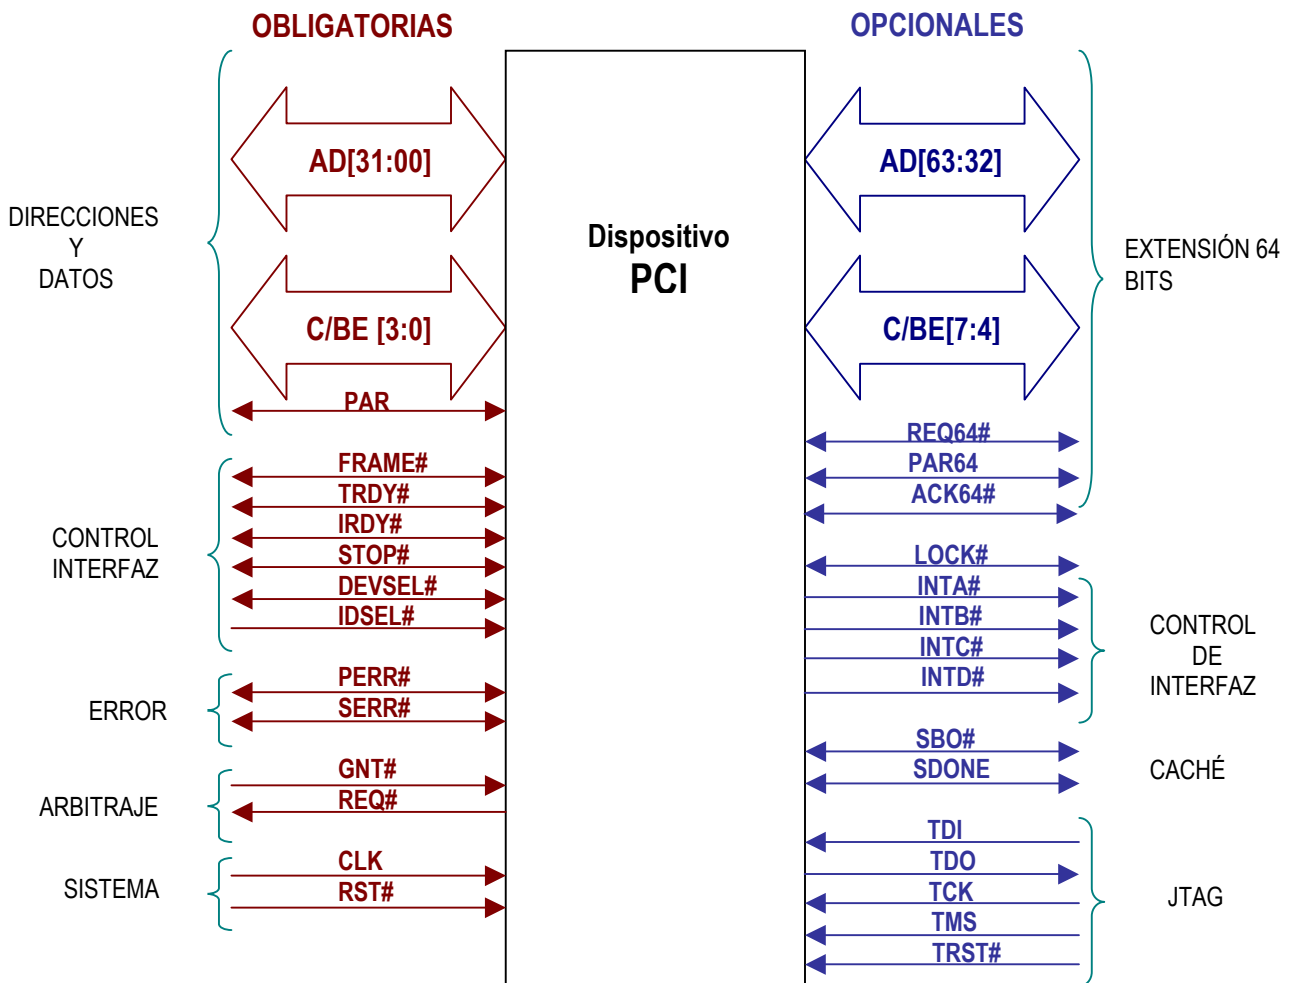 OBLIGATORIAS
OPCIONALES
DIRECCIONES
Y
DATOS
AD[31:00]
C/BE [3:0]
PAR
CONTROL
INTERFAZ
FRAME#
TRDY#
IRDY#
STOP#
DEVSEL#
IDSEL#
ERROR
PERR#
SERR#
ARBITRAJE
GNT#
REQ#
SISTEMA
CLK
RST#
Dispositivo
PCI
AD[63:32]
C/BE[7:4]
REQ64#
PAR64
ACK64#
EXTENSIÓN 64
BITS
LOCK#
INTA#
INTB#
INTC#
INTD#
CONTROL
DE
INTERFAZ
SBO#
SDONE
CACHÉ
TDI
TDO
TCK
TMS
TRST#
JTAG